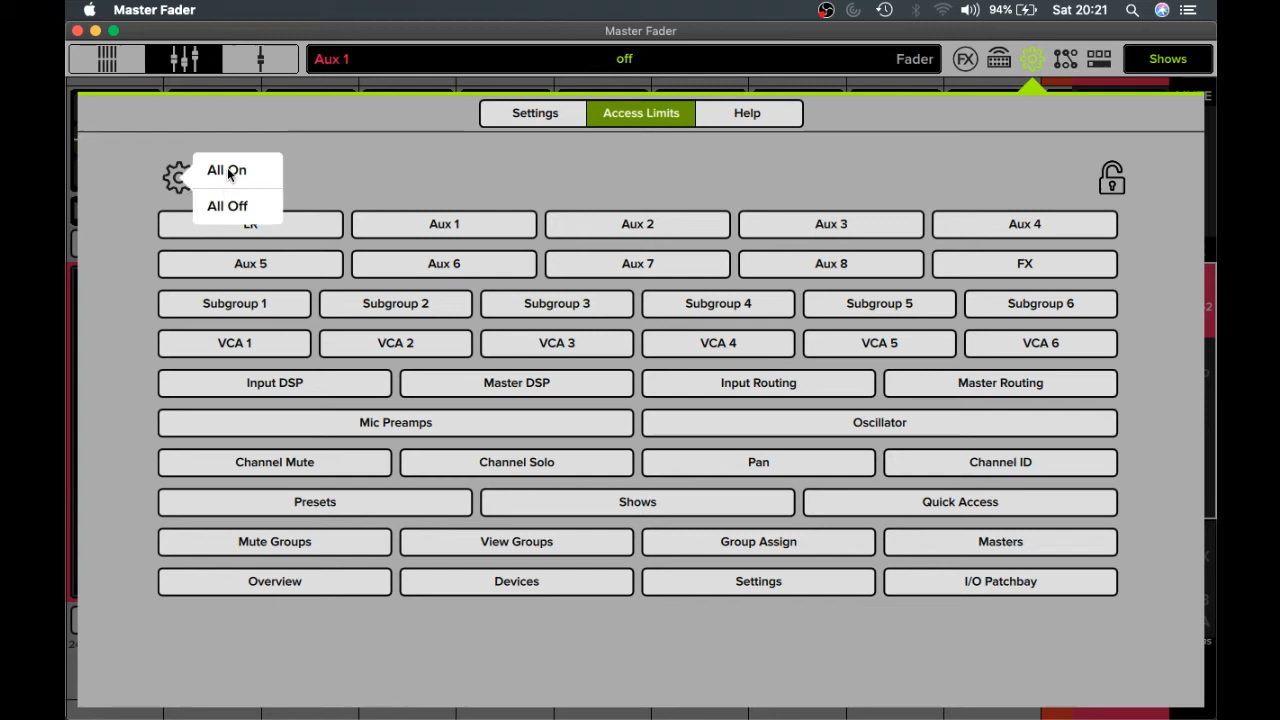 Master Fader
94%
Sat 20:21
Master Fader
Aux 1 off Fader
FX
Shows
Settings Access Limits Help
All On
All Off
LR Aux 1 Aux 2 Aux 3 Aux 4
Aux 5 Aux 6 Aux 7 Aux 8 FX
Subgroup 1 Subgroup 2 Subgroup 3 Subgroup 4 Subgroup 5 Subgroup 6
VCA 1 VCA 2 VCA 3 VCA 4 VCA 5 VCA 6
Input DSP Master DSP Input Routing Master Routing
Mic Preamps Oscillator
Channel Mute Channel Solo Pan Channel ID
Presets Shows Quick Access
Mute Groups View Groups Group Assign Masters
Overview Devices Settings I/O Patchbay